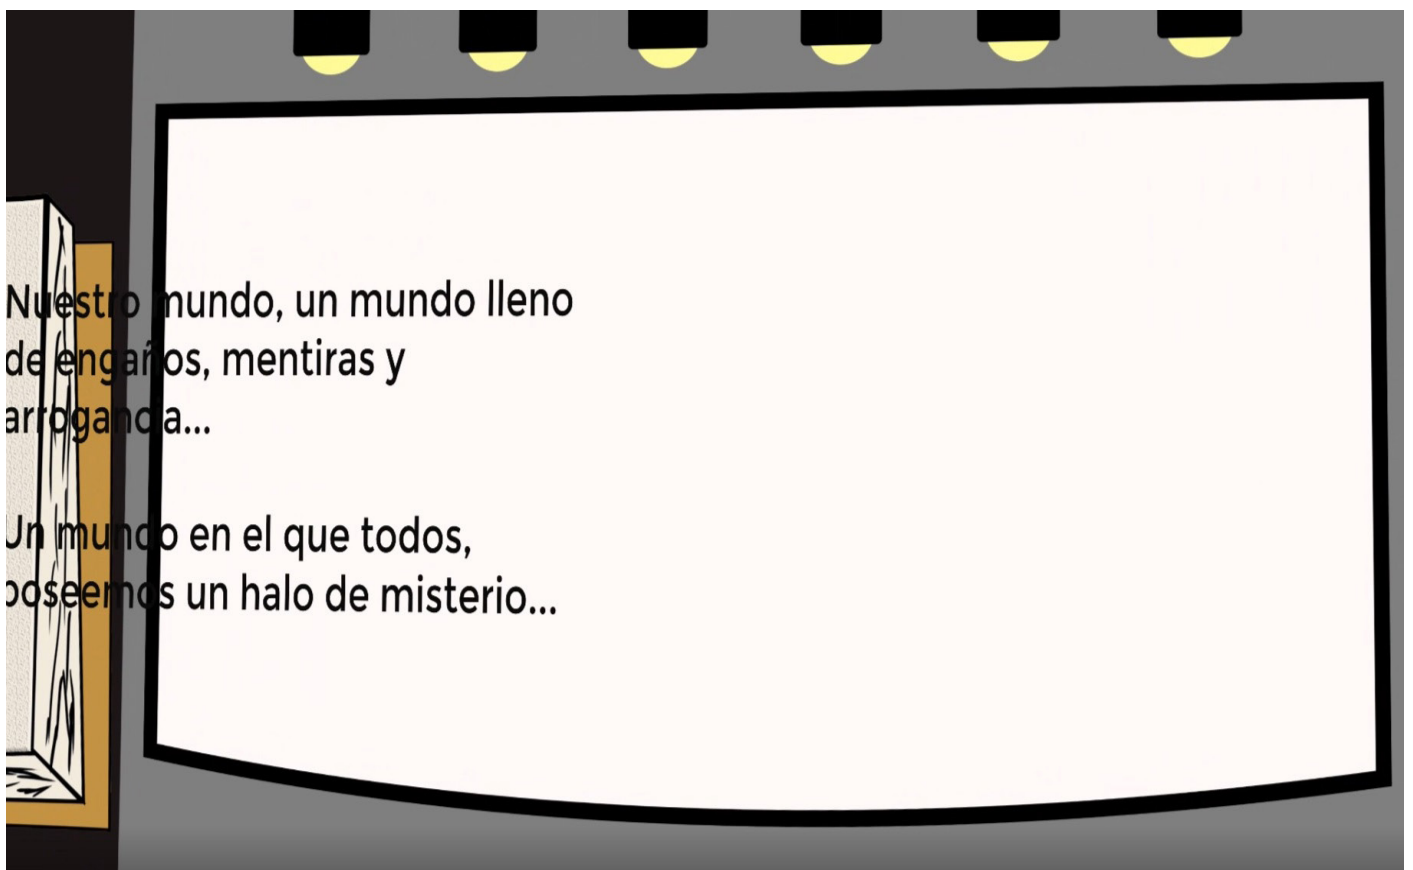 Nuestro mundo, un mundo lleno
de engaños, mentiras y
arrogancia...
Un mundo en el que todos,
poseemos un halo de misterio...